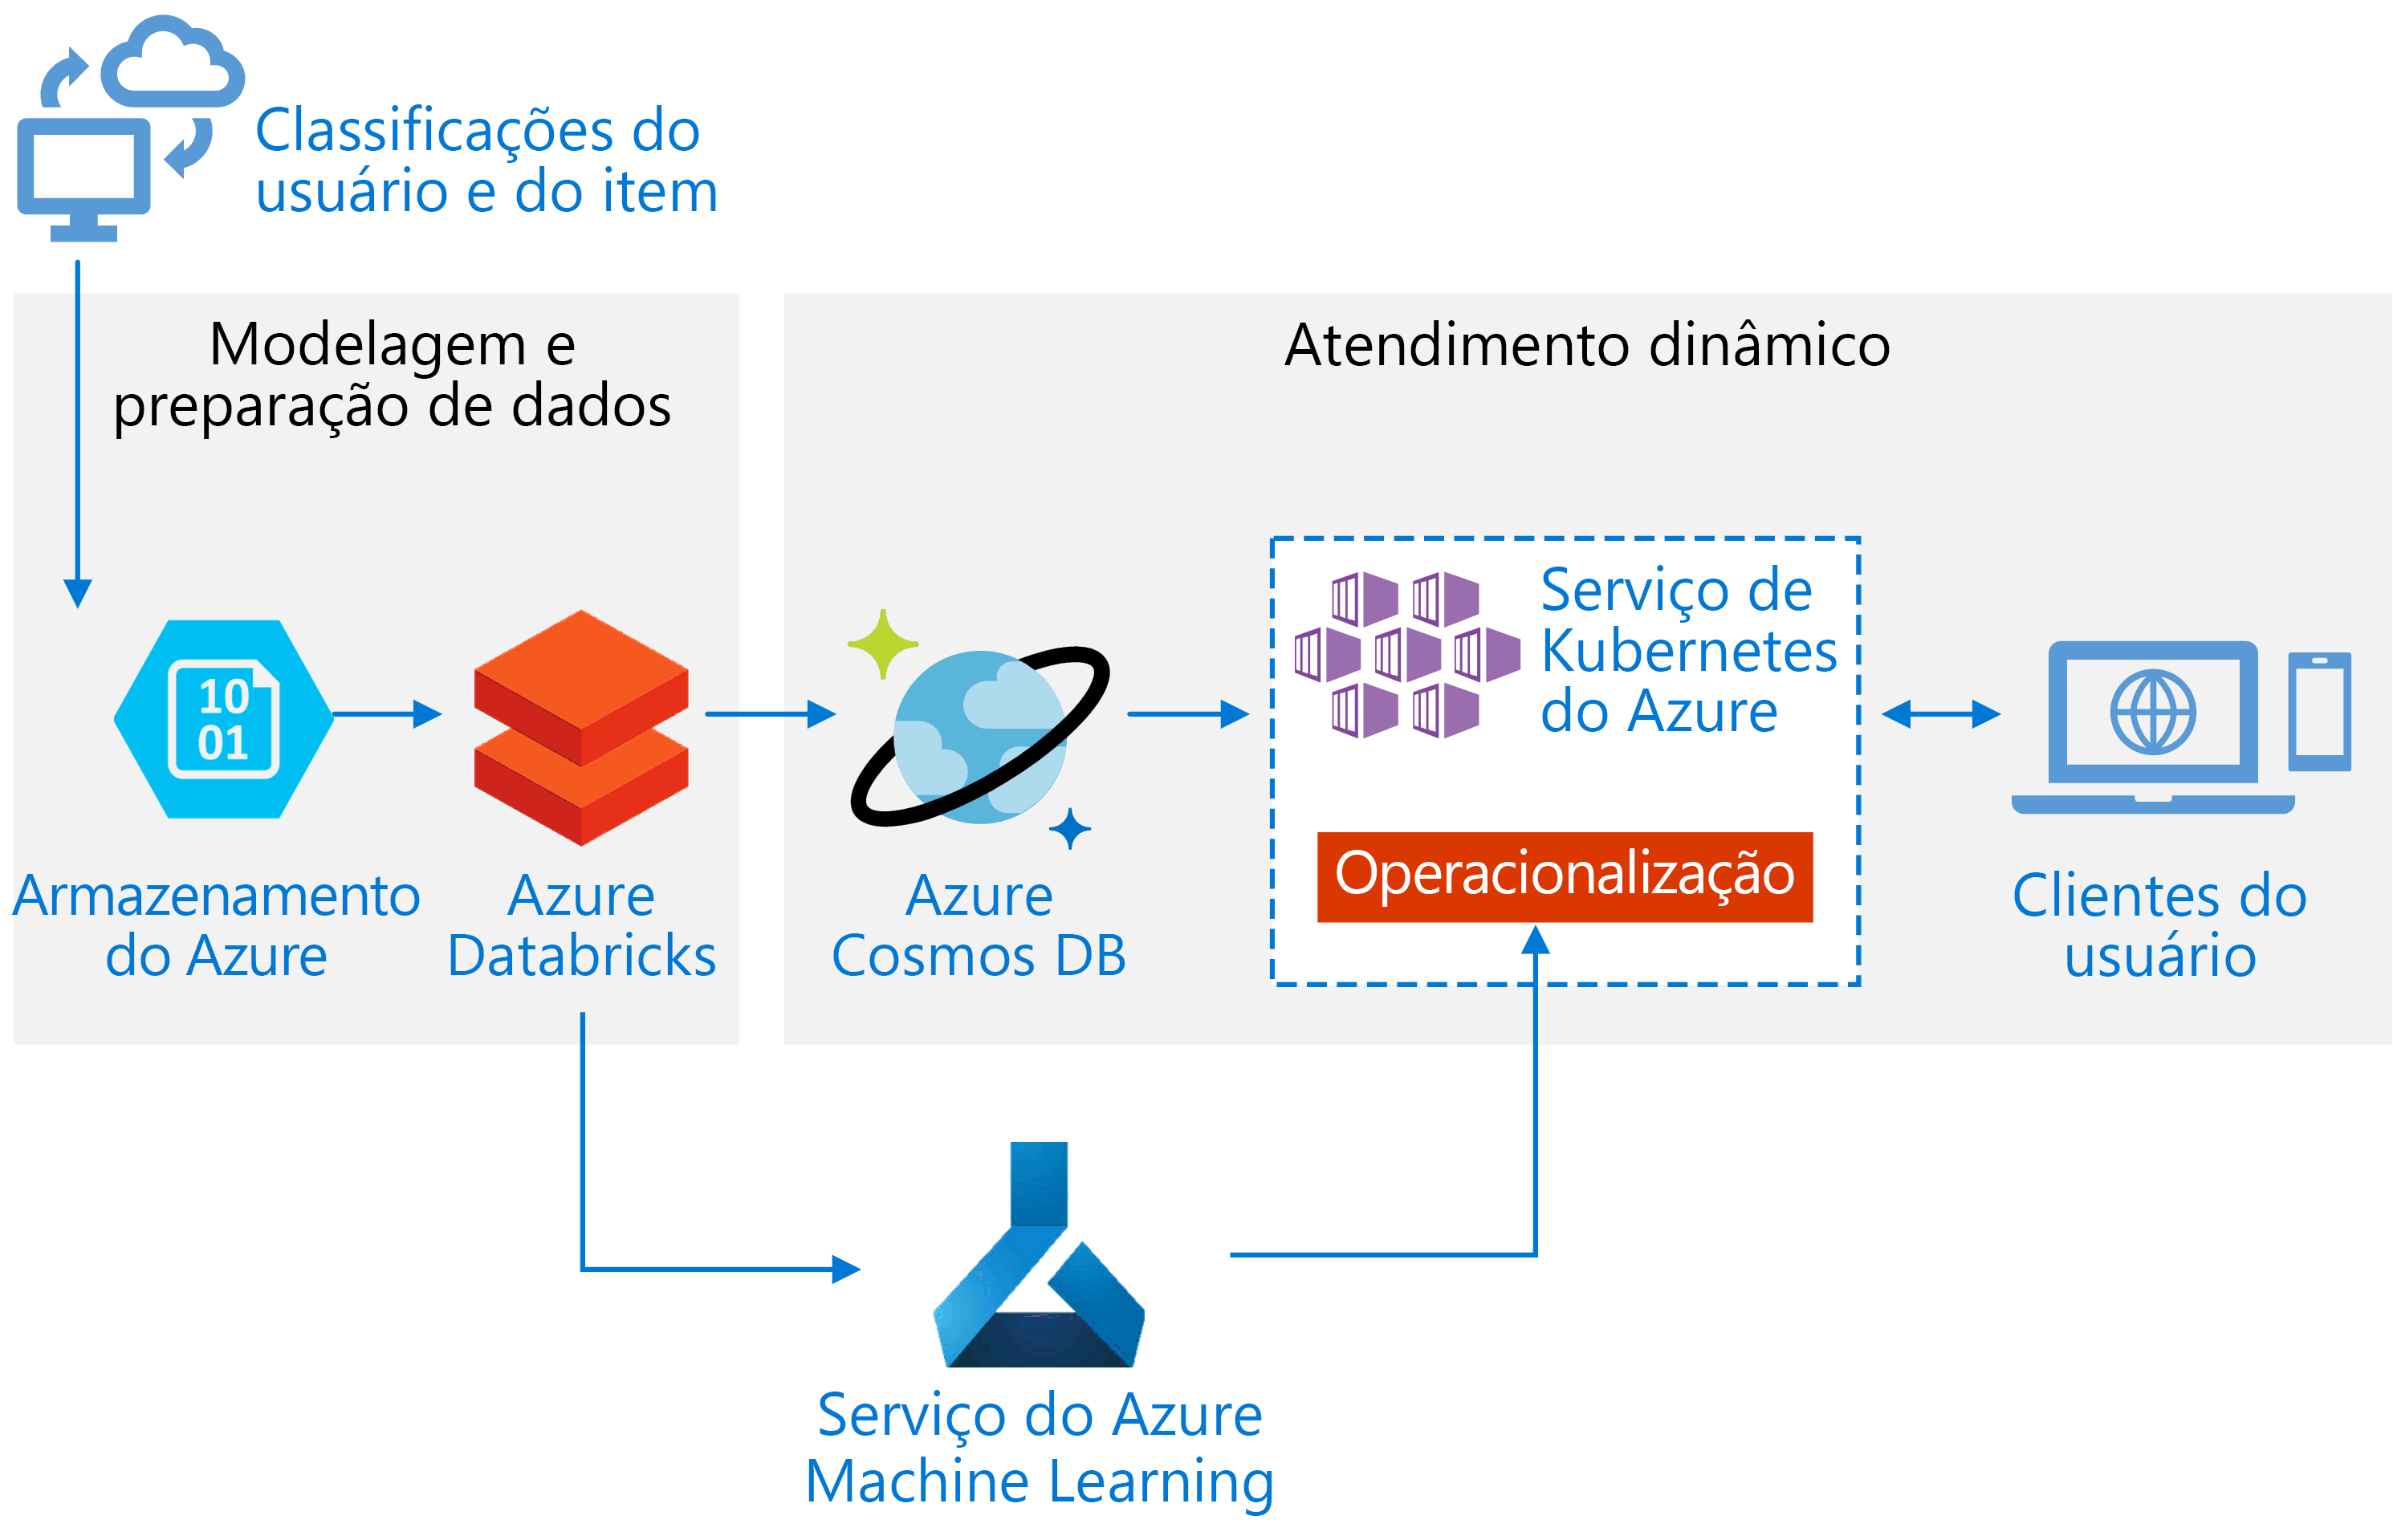 Classificações do
usuário e do item
Modelagem e
preparação de dados
Atendimento dinâmico
10
01
Armazenamento
do Azure
Azure
Databricks
Azure
Cosmos DB
Serviço de
Kubernetes
do Azure
Operacionalização
Clientes do
usuário
Serviço do Azure
Machine Learning